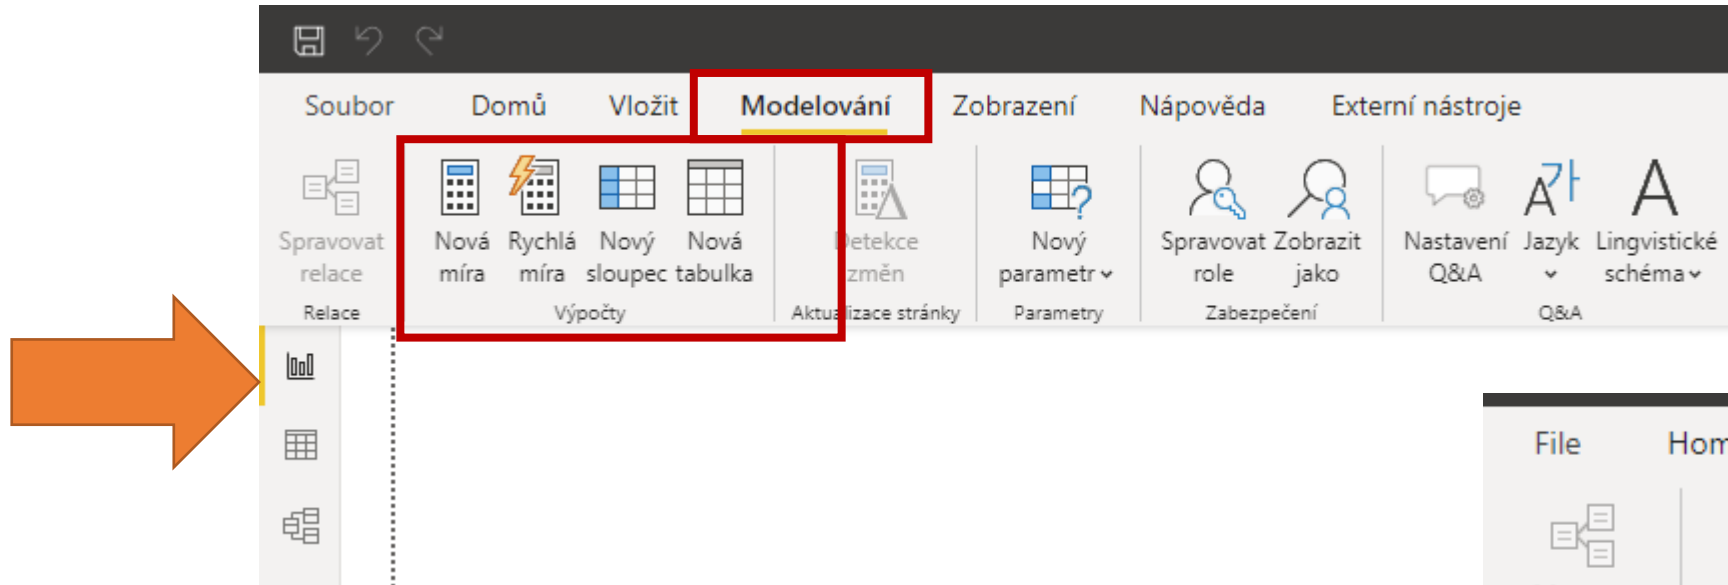 Soubor Domů Vložit Modelování Zobrazení Nápověda Externí nástroje
Spravovat relace
Nová míra
Rychlá míra
Nový sloupec
Nová tabulka
Detekce změn
Nový parametr
Spravovat role
Zobrazit jako
Nastavení Q&A
Jazyk
Lingvistické schéma
Relace Výpočty Aktualizace stránky Parametry Zabezpečení Q&A
File Hom